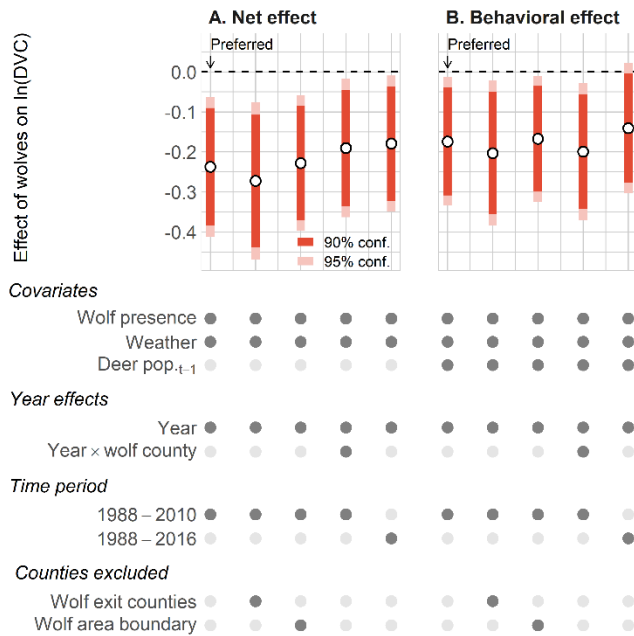 A. Net effect
B. Behavioral effect
Preferred
Preferred
Effect of wolves on ln(DVC)
0.0
-0.1
-0.2
-0.3
-0.4
90% conf.
95% conf.
Covariates
Wolf presence
Weather
Deer pop.t−1
Year effects
Year
Year × wolf county
Time period
1988 – 2010
1988 – 2016
Counties excluded
Wolf exit counties
Wolf area boundary